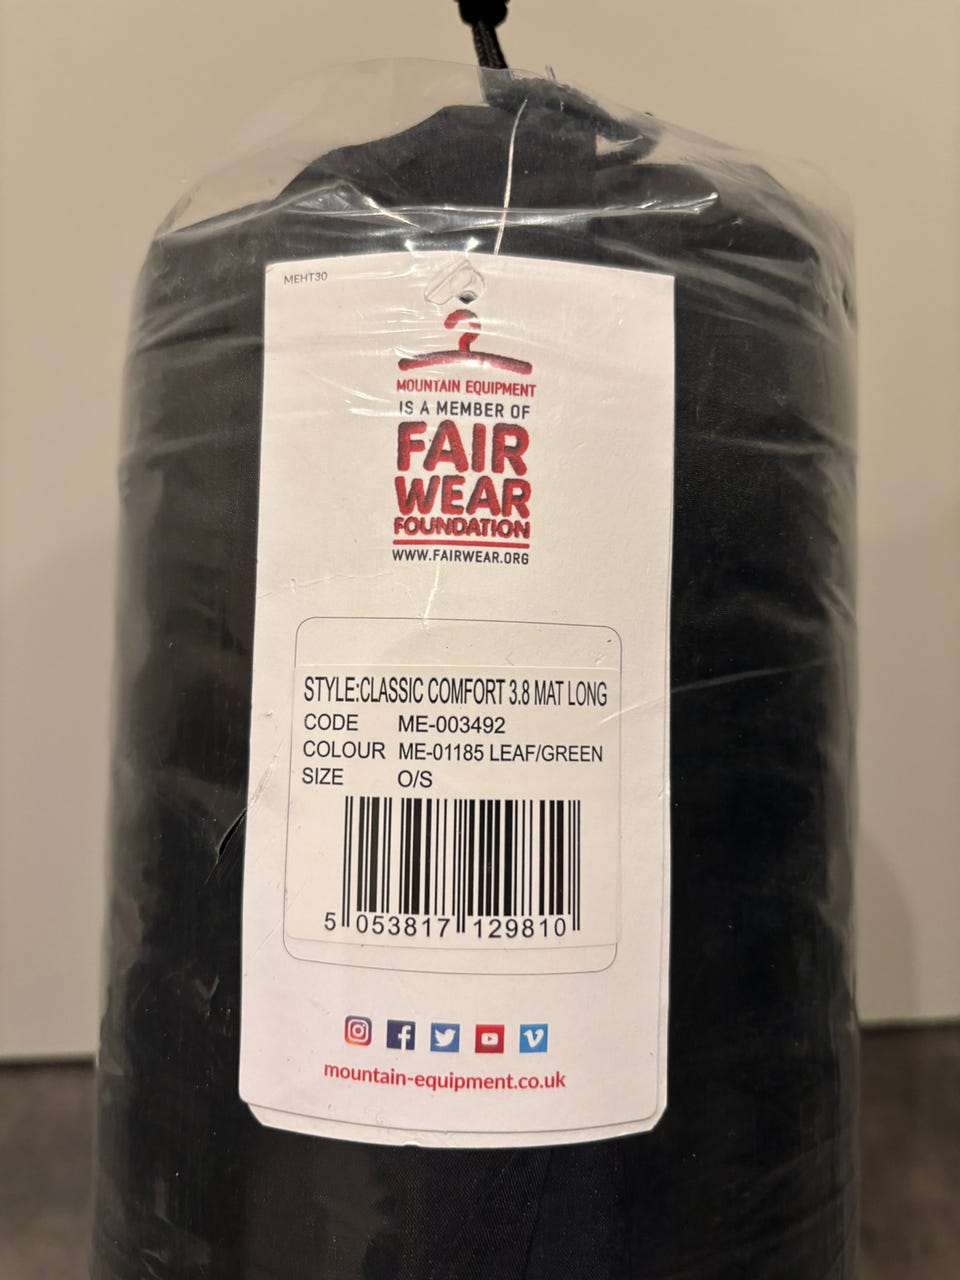 MEHT30
MOUNTAIN EQUIPMENT
IS A MEMBER OF
FAIR
WEAR
FOUNDATION
WWW.FAIRWEAR.ORG
STYLE:CLASSIC COMFORT 3.8 MAT LONG
CODE ME-003492
COLOUR ME-01185 LEAF/GREEN
SIZE O/S
5 053817 129810
mountain-equipment.co.uk